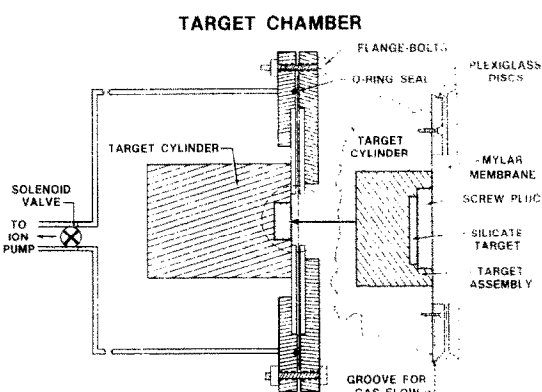 TARGET CHAMBER
FLANGE-BOLTS
O-RING SEAL
PLEXIGLASS
DISCS
TARGET CYLINDER
TARGET
CYLINDER
MYLAR
MEMBRANE
SOLENOID
VALVE
SCREW PLUG
TO
ION
PUMP
SILICATE
TARGET
TARGET
ASSEMBLY
GROOVE FOR
GAS FLOW